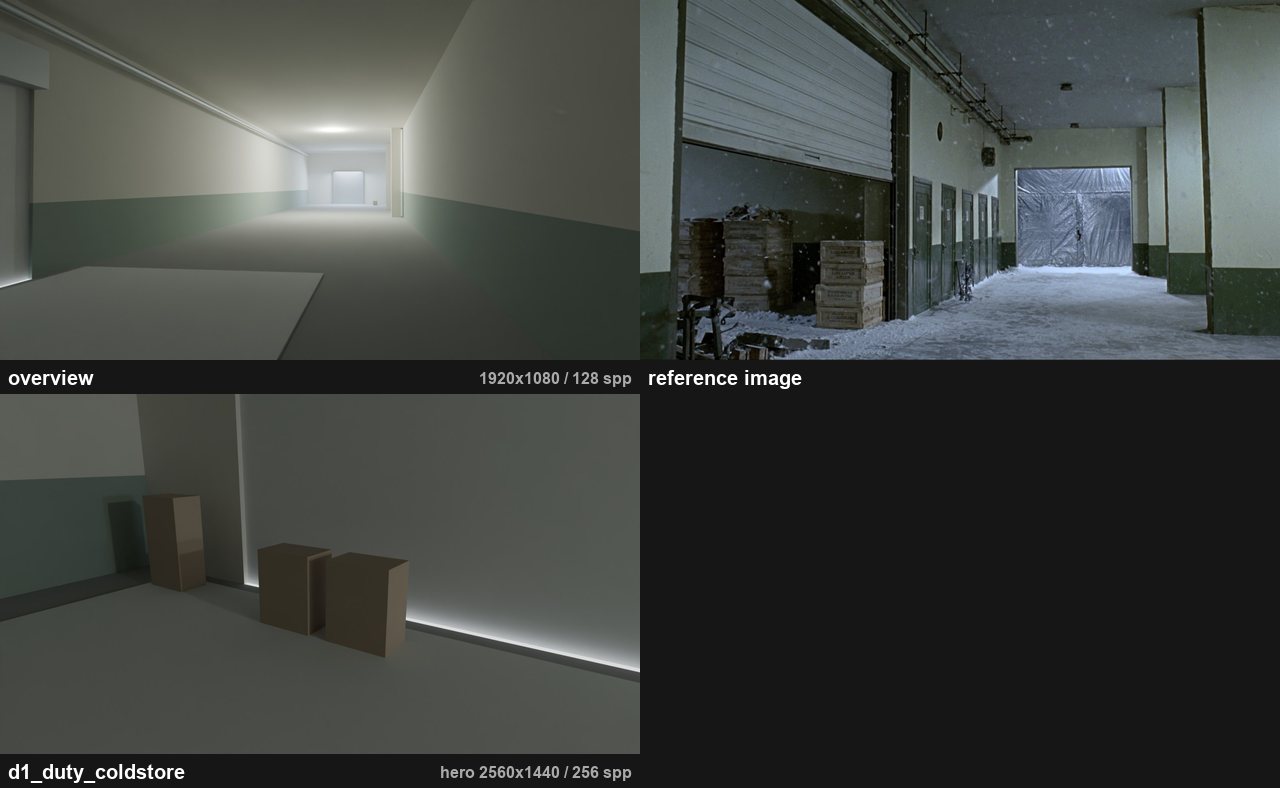 overview
1920x1080 / 128 spp
reference image
d1_duty_coldstore
hero 2560x1440 / 256 spp